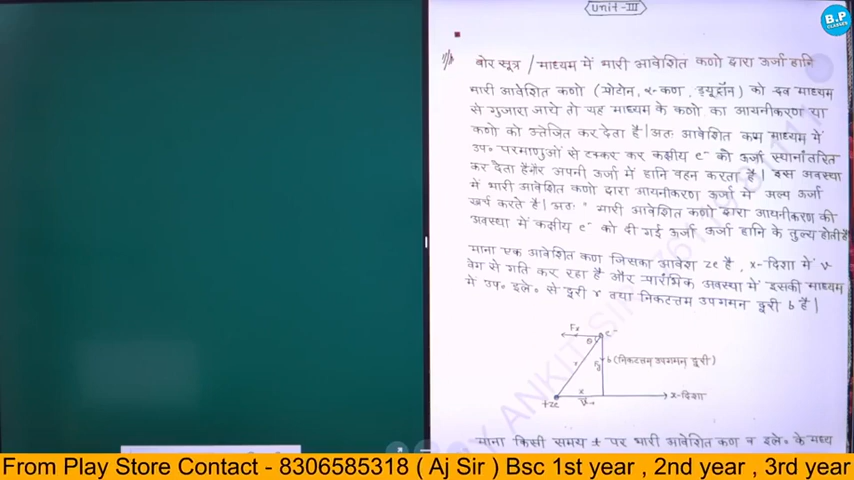 Unit-III
B.P
CLASSES
बोर सूत्र / माध्यम में भारी आवेशित कणो द्वारा ऊर्जा हानि
भारी आवेशित कणो (प्रोटोन, α-कण, ड्यूट्रॉन) को द्रव माध्यम
से गुजारा जाये तो यह माध्यम के कणो का आयनीकरण या
कणो को उत्तेजित कर देता है। अतः आवेशित कण माध्यम में
उप० परमाणुओं से टक्कर कर कक्षीय e⁻ को ऊर्जा स्थानांतरित
कर देता है और अपनी ऊर्जा में हानि वहन करता है। इस अवस्था
में भारी आवेशित कणो द्वारा आयनीकरण ऊर्जा में अल्प ऊर्जा
खर्च करते है। अतः " भारी आवेशित कणो द्वारा आयनीकरण की
अवस्था में कक्षीय e⁻ को दी गई ऊर्जा, ऊर्जा हानि के तुल्य होती है
माना एक आवेशित कण जिसका आवेश ze है, x-दिशा में v
वेग से गति कर रहा है और प्रारंभिक अवस्था में इसकी माध्यम
में उप० इले० से दूरी r तथा निकटतम उपगमन दूरी b है।
Fx
e⁻
θ
r
Fy
b (निकटतम उपगमन दूरी)
x
+ze
v
x-दिशा
माना किसी समय t पर भारी आवेशित कण व इले० के मध्य
From Play Store Contact - 8306585318 ( Aj Sir ) Bsc 1st year , 2nd year , 3rd year